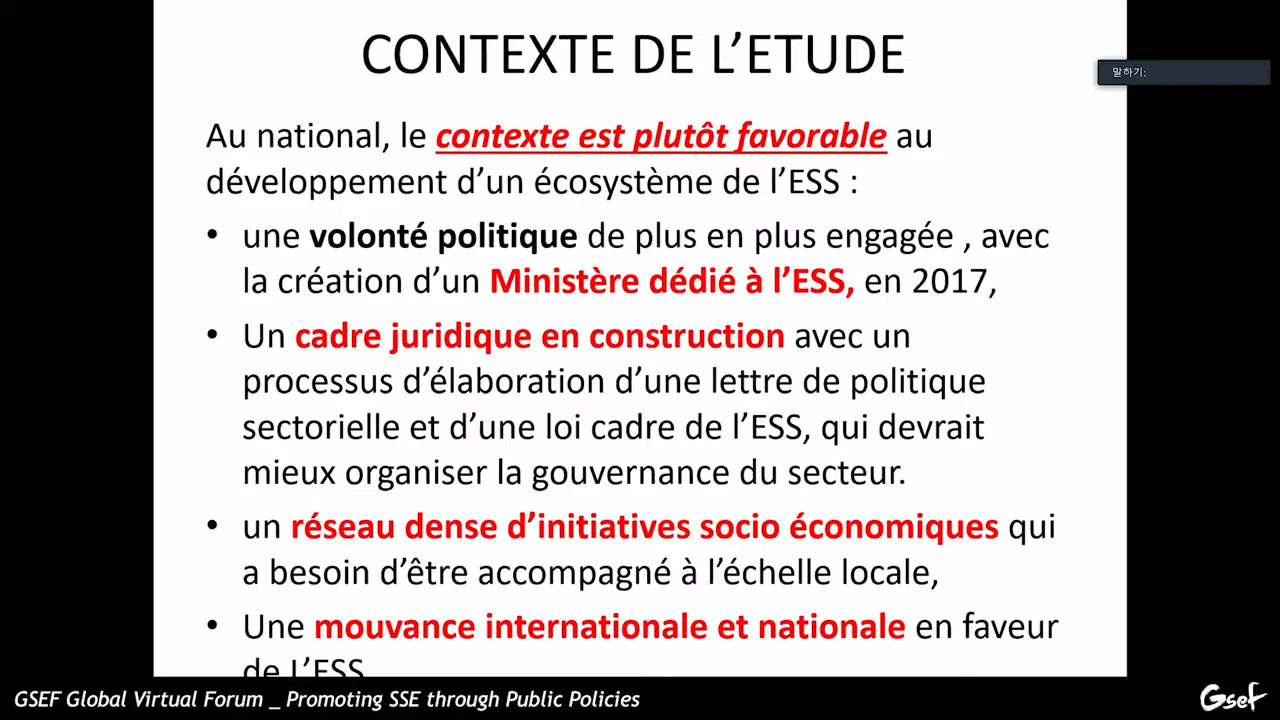 CONTEXTE DE L’ETUDE
말하기:
Au national, le contexte est plutôt favorable au
développement d’un écosystème de l’ESS :
• une volonté politique de plus en plus engagée , avec
la création d’un Ministère dédié à l’ESS, en 2017,
• Un cadre juridique en construction avec un
processus d’élaboration d’une lettre de politique
sectorielle et d’une loi cadre de l’ESS, qui devrait
mieux organiser la gouvernance du secteur.
• un réseau dense d’initiatives socio économiques qui
a besoin d’être accompagné à l’échelle locale,
• Une mouvance internationale et nationale en faveur
de L’ESS
GSEF Global Virtual Forum _ Promoting SSE through Public Policies
Gsef